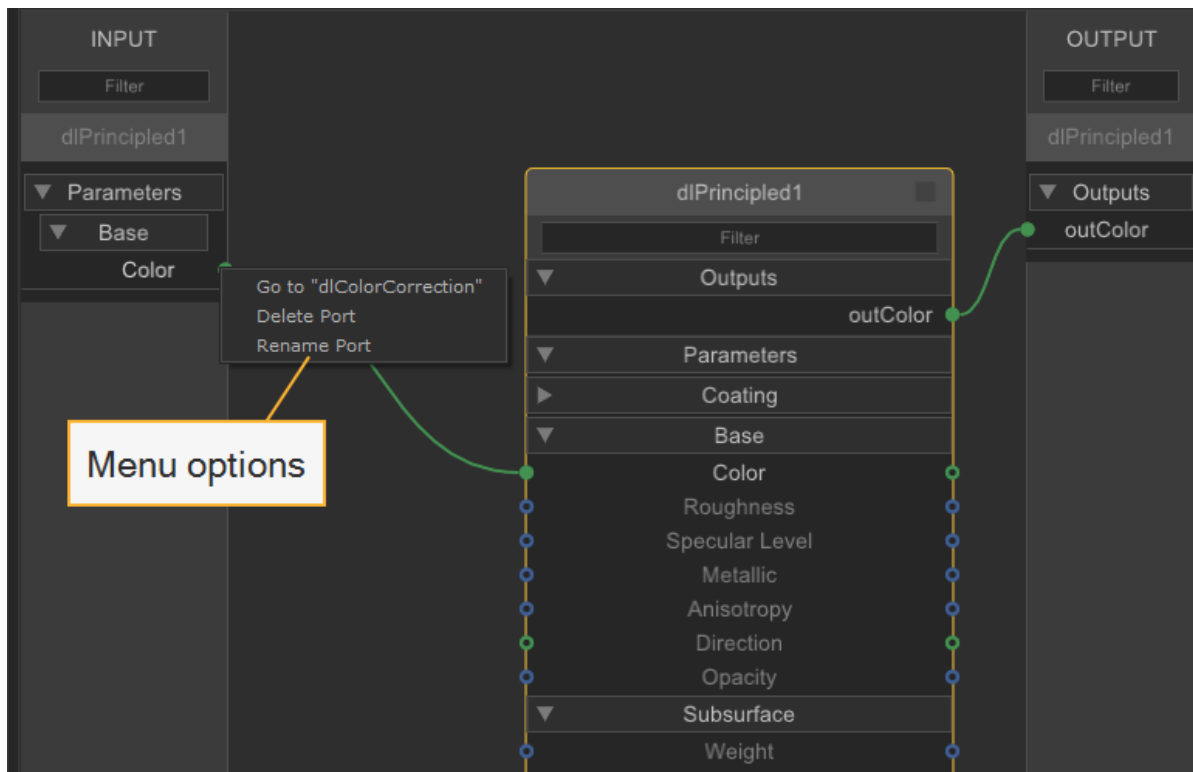 INPUT
Filter
dlPrincipled1
Parameters
Base
Color
Go to "dlColorCorrection"
Delete Port
Rename Port
Menu options
dlPrincipled1
Filter
Outputs
outColor
Parameters
Coating
Base
Color
Roughness
Specular Level
Metallic
Anisotropy
Direction
Opacity
Subsurface
Weight
OUTPUT
Filter
dlPrincipled1
Outputs
outColor